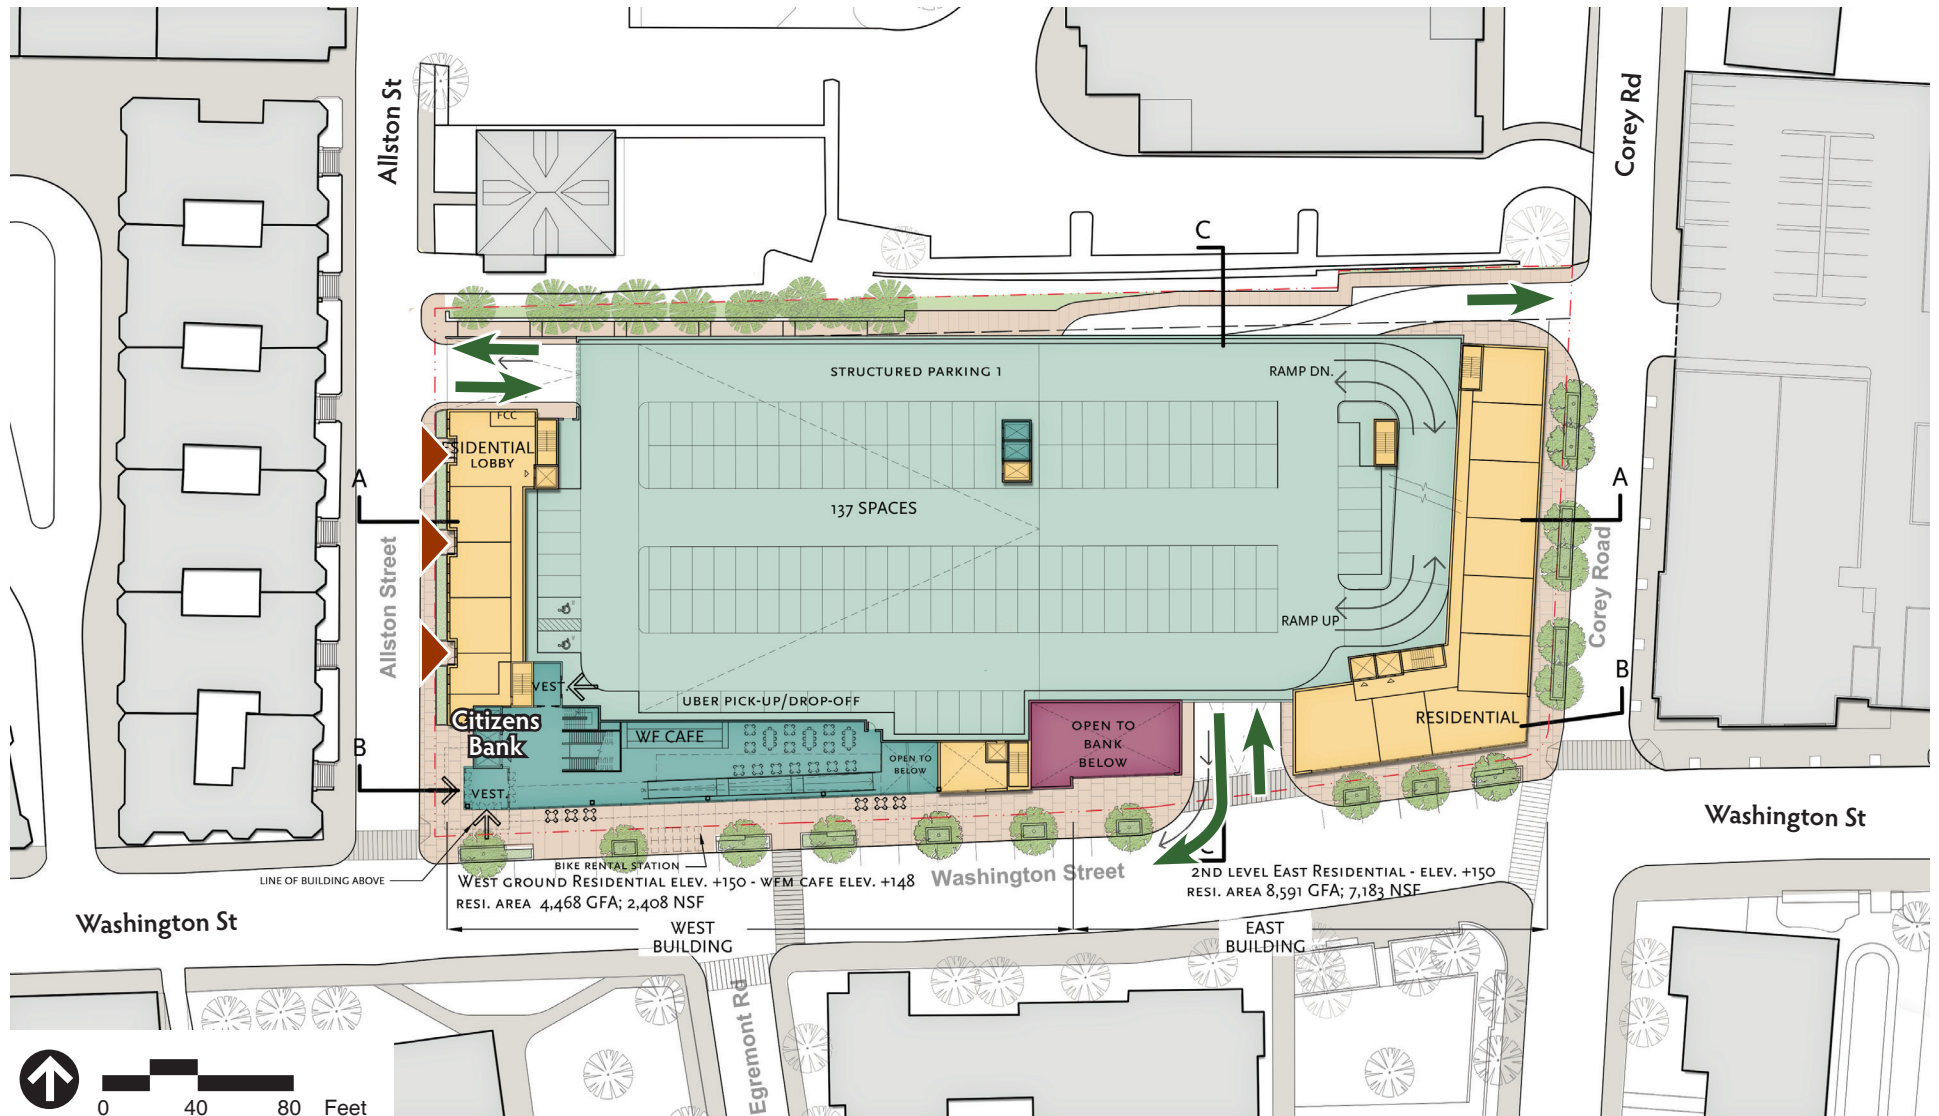 Allston St
Corey Rd
C
STRUCTURED PARKING 1
RAMP DN.
FCC
SIDENTIAL
LOBBY
A
A
137 SPACES
Allston Street
Corey Road
RAMP UP
B
VEST.
UBER PICK-UP/DROP-OFF
RESIDENTIAL
Citizens
Bank
WF CAFE
OPEN TO
BANK
BELOW
B
OPEN TO
BELOW
VEST.
Washington St
BIKE RENTAL STATION
LINE OF BUILDING ABOVE
WEST GROUND RESIDENTIAL ELEV. +150 - WFM CAFE ELEV. +148
RESI. AREA 4,468 GFA; 2,408 NSF
Washington Street
C
2ND LEVEL EAST RESIDENTIAL - ELEV. +150
RESI. AREA 8,591 GFA; 7,183 NSF
Washington St
WEST
BUILDING
EAST
BUILDING
Egremont Rd
0 40 80 Feet